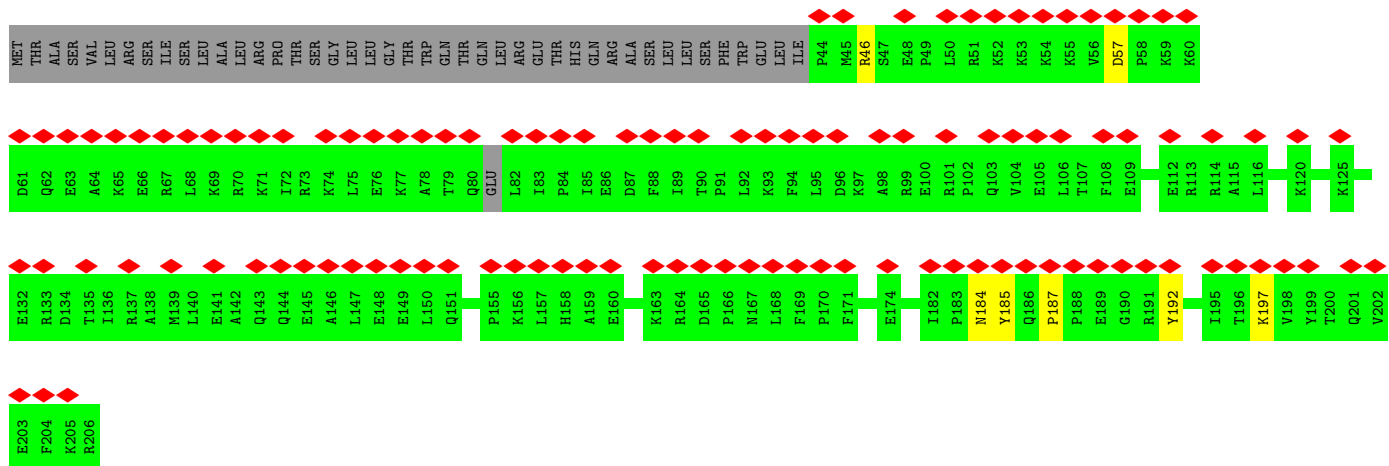 MET THR ALA SER VAL LEU ARG SER ILE SER LEU ALA LEU ARG PRO THR SER GLY LEU LEU GLY THR TRP GLN THR GLN LEU ARG GLU THR HIS GLN ARG ALA SER LEU LEU SER PHE TRP GLU LEU ILE P44 M45 R46 S47 E48 P49 L50 R51 K52 K53 K54 K55 V56 D57 P58 K59 K60
D61 Q62 E63 A64 K65 E66 R67 L68 K69 R70 K71 I72 R73 K74 L75 E76 K77 A78 T79 Q80 GLU L82 I83 P84 I85 E86 D87 F88 I89 T90 P91 L92 K93 F94 L95 D96 K97 A98 R99 E100 R101 P102 Q103 V104 E105 L106 T107 F108 E109 E112 R113 R114 A115 L116 K120 K125
E132 R133 D134 T135 I136 R137 A138 M139 L140 E141 A142 Q143 Q144 E145 A146 L147 E148 E149 L150 Q151 P155 K156 L157 H158 A159 E160 K163 R164 D165 P166 N167 L168 F169 P170 F171 E174 I182 P183 N184 Y185 Q186 P187 P188 E189 G190 R191 Y192 I195 T196 K197 V198 Y199 T200 Q201 V202
E203 F204 K205 R206